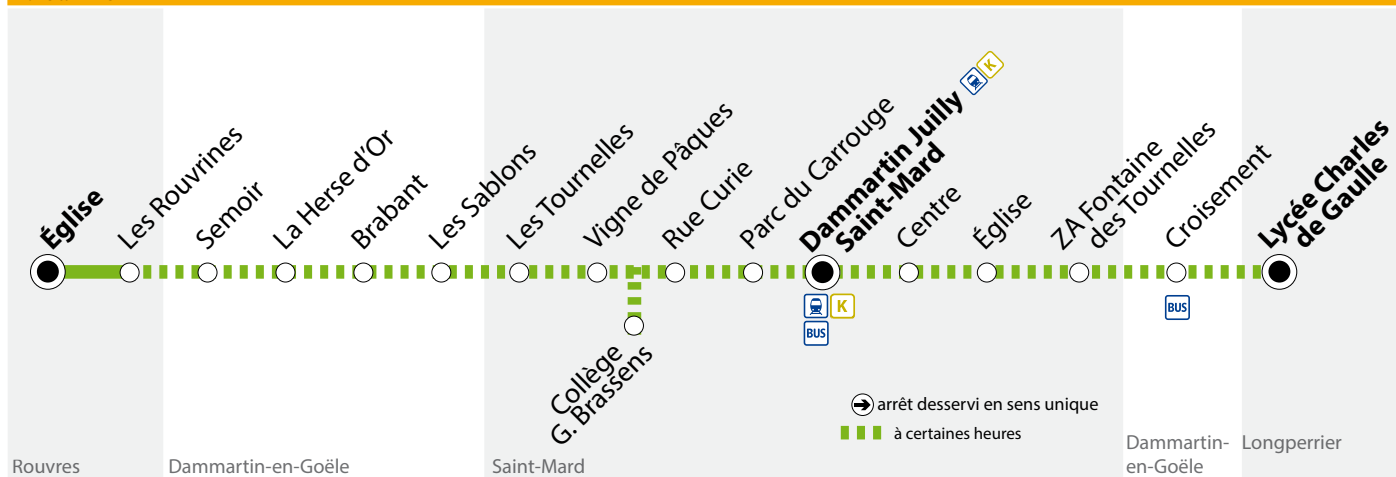 Église
Les Rouvrines
Semoir
La Herse d'Or
Brabant
Les Sablons
Les Tournelles
Vigne de Pâques
Rue Curie
Parc du Carrouge
Dammartin Juilly
Saint-Mard
K
Centre
Église
ZA Fontaine
des Tournelles
Croisement
Lycée Charles
de Gaulle
K
BUS
BUS
Collège
G. Brassens
arrêt desservi en sens unique
à certaines heures
Rouvres
Dammartin-en-Goële
Saint-Mard
Dammartin-
en-Goële
Longperrier